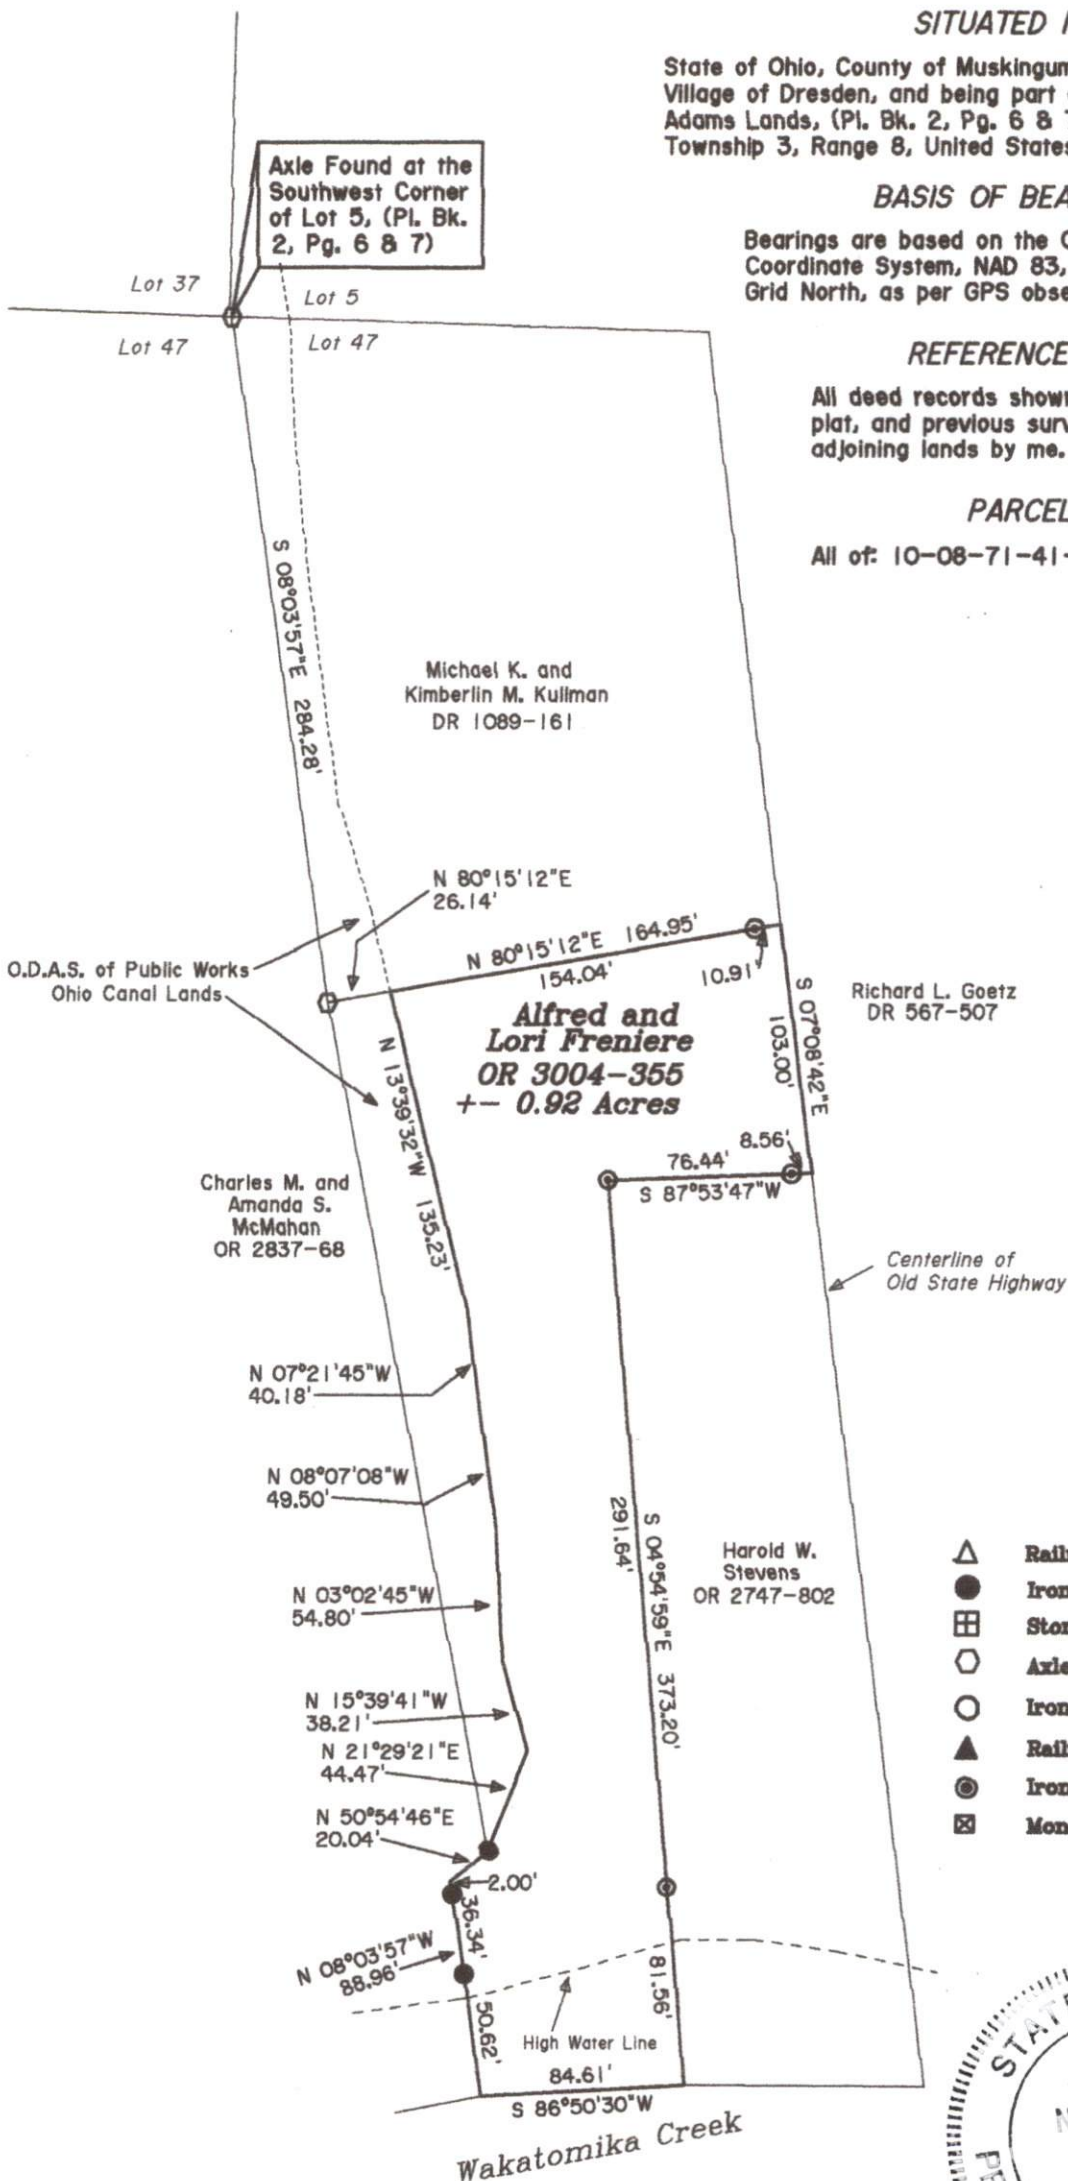 SITUATED
State of Ohio, County of Muskingum
Village of Dresden, and being part
Adams Lands, (Pl. Bk. 2, Pg. 6 & 7
Township 3, Range 8, United States
BASIS OF BEA
Bearings are based on the
Coordinate System, NAD 83,
Grid North, as per GPS obse
REFERENCE
All deed records shown
plat, and previous surv
adjoining lands by me.
PARCEL
All of: 10-08-71-41-
Axle Found at the
Southwest Corner
of Lot 5, (Pl. Bk.
2, Pg. 6 & 7)
Lot 37
Lot 5
Lot 47
Lot 47
S 08°03'57"E 284.28'
Michael K. and
Kimberlin M. Kullman
DR 1089-161
N 80°15'12"E
26.14'
O.D.A.S. of Public Works
Ohio Canal Lands
N 80°15'12"E 164.95'
154.04'
10.91'
S 07°08'42"E
103.00'
Richard L. Goetz
DR 567-507
Alfred and
Lori Freniere
OR 3004-355
+- 0.92 Acres
N 13°39'32"W 135.23'
8.56'
76.44'
S 87°53'47"W
Charles M. and
Amanda S.
McMahan
OR 2837-68
Centerline of
Old State Highway
N 07°21'45"W
40.18'
N 08°07'08"W
49.50'
S 04°54'59"E 373.20'
291.64'
Harold W.
Stevens
OR 2747-802
N 03°02'45"W
54.80'
N 15°39'41"W
38.21'
N 21°29'21"E
44.47'
N 50°54'46"E
20.04'
2.00'
36.34'
N 08°03'57"W
88.96'
50.62'
81.56'
High Water Line
84.61'
S 86°50'30"W
Wakatomika Creek
Rail
Iron
Ston
Axle
Iron
Rail
Iron
Mon
STATE